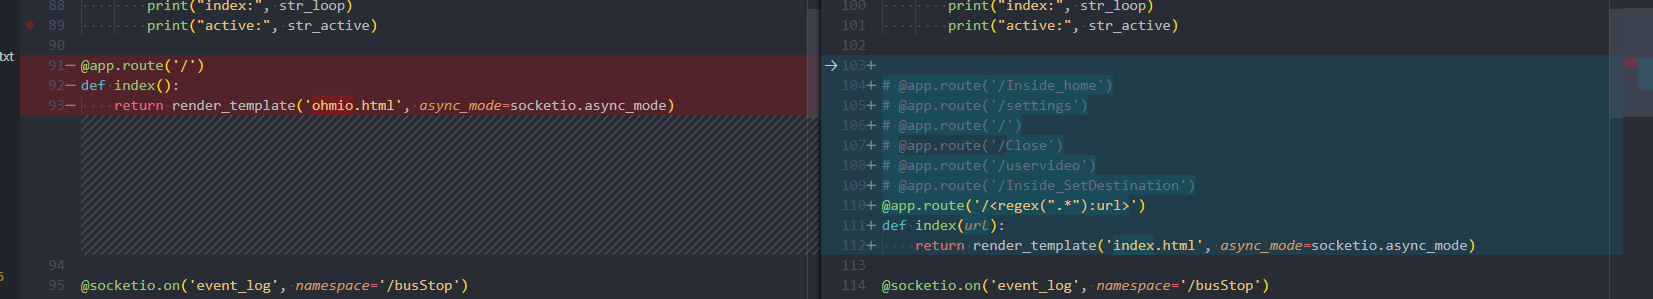 88 print("index:", str_loop)
89 print("active:", str_active)
90
91− @app.route('/')
92− def index():
93− return render_template('ohmio.html', async_mode=socketio.async_mode)
94
95 @socketio.on('event_log', namespace='/busStop')
txt
5
100 print("index:", str_loop)
101 print("active:", str_active)
102
103+
104+ # @app.route('/Inside_home')
105+ # @app.route('/settings')
106+ # @app.route('/')
107+ # @app.route('/Close')
108+ # @app.route('/uservideo')
109+ # @app.route('/Inside_SetDestination')
110+ @app.route('/<regex(".*"):url>')
111+ def index(url):
112+ return render_template('index.html', async_mode=socketio.async_mode)
113
114 @socketio.on('event_log', namespace='/busStop')